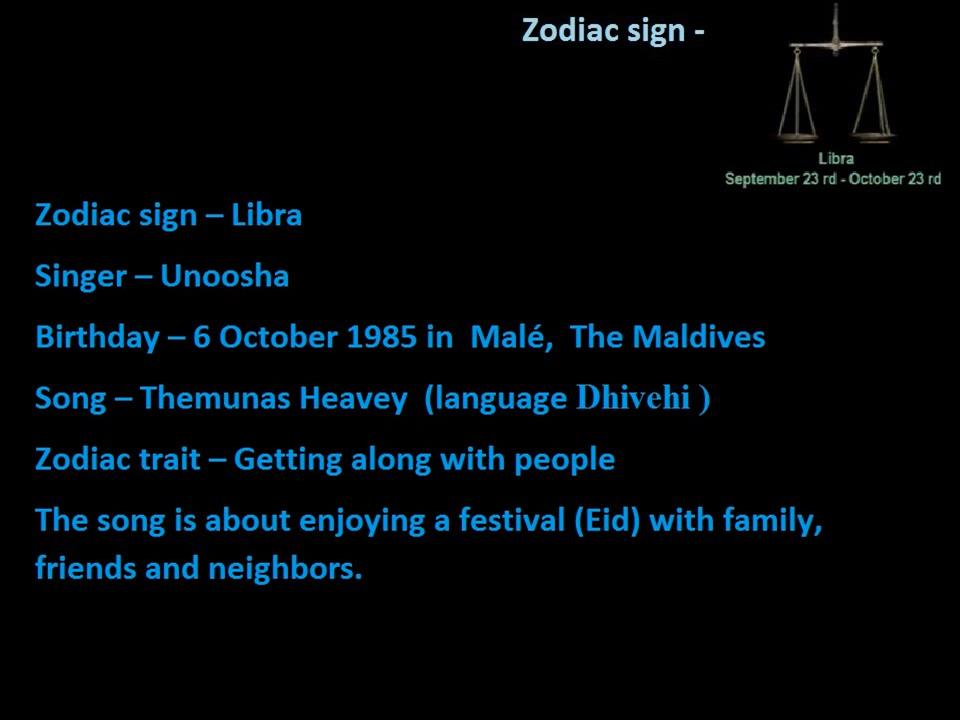 Zodiac sign -
Libra
September 23 rd - October 23 rd
Zodiac sign – Libra
Singer – Unoosha
Birthday – 6 October 1985 in  Malé,  The Maldives
Song – Themunas Heavey  (language Dhivehi )
Zodiac trait – Getting along with people
The song is about enjoying a festival (Eid) with family,
friends and neighbors.